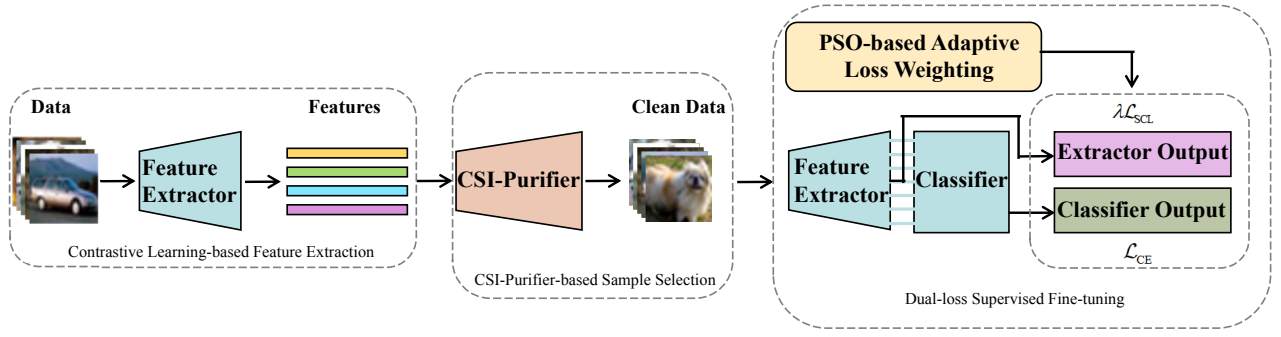 Data
Features
Feature
Extractor
Contrastive Learning-based Feature Extraction
Clean Data
CSI-Purifier
CSI-Purifier-based Sample Selection
PSO-based Adaptive
Loss Weighting
Feature
Extractor
Classifier
λℒSCL
Extractor Output
Classifier Output
ℒCE
Dual-loss Supervised Fine-tuning